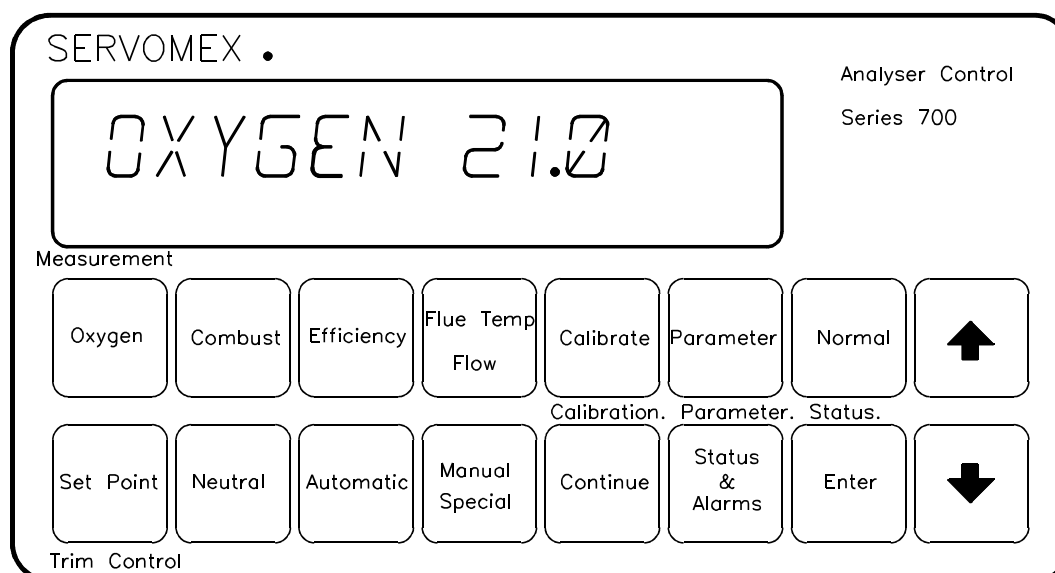 SERVOMEX .
Analyser Control
Series 700
OXYGEN 21.0
Measurement
Oxygen
Combust
Efficiency
Flue Temp
Flow
Calibrate
Parameter
Normal
Calibration. Parameter. Status.
Set Point
Neutral
Automatic
Manual
Special
Continue
Status
&
Alarms
Enter
Trim Control